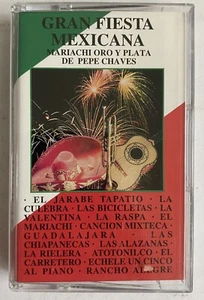 GRAN FIESTA
MEXICANA
MARIACHI ORO Y PLATA
DE PEPE CHAVES
· EL JARABE TAPATIO · LA
CULEBRA · LAS BICICLETAS · LA
VALENTINA · LA RASPA · EL
MARIACHI · CANCION MIXTECA ·
GUADALAJARA · LAS
CHIAPANECAS · LAS ALAZANAS ·
LA RIELERA · ATOTONILCO · EL
CARRETERO · ECHELE UN CINCO
AL PIANO · RANCHO ALEGRE